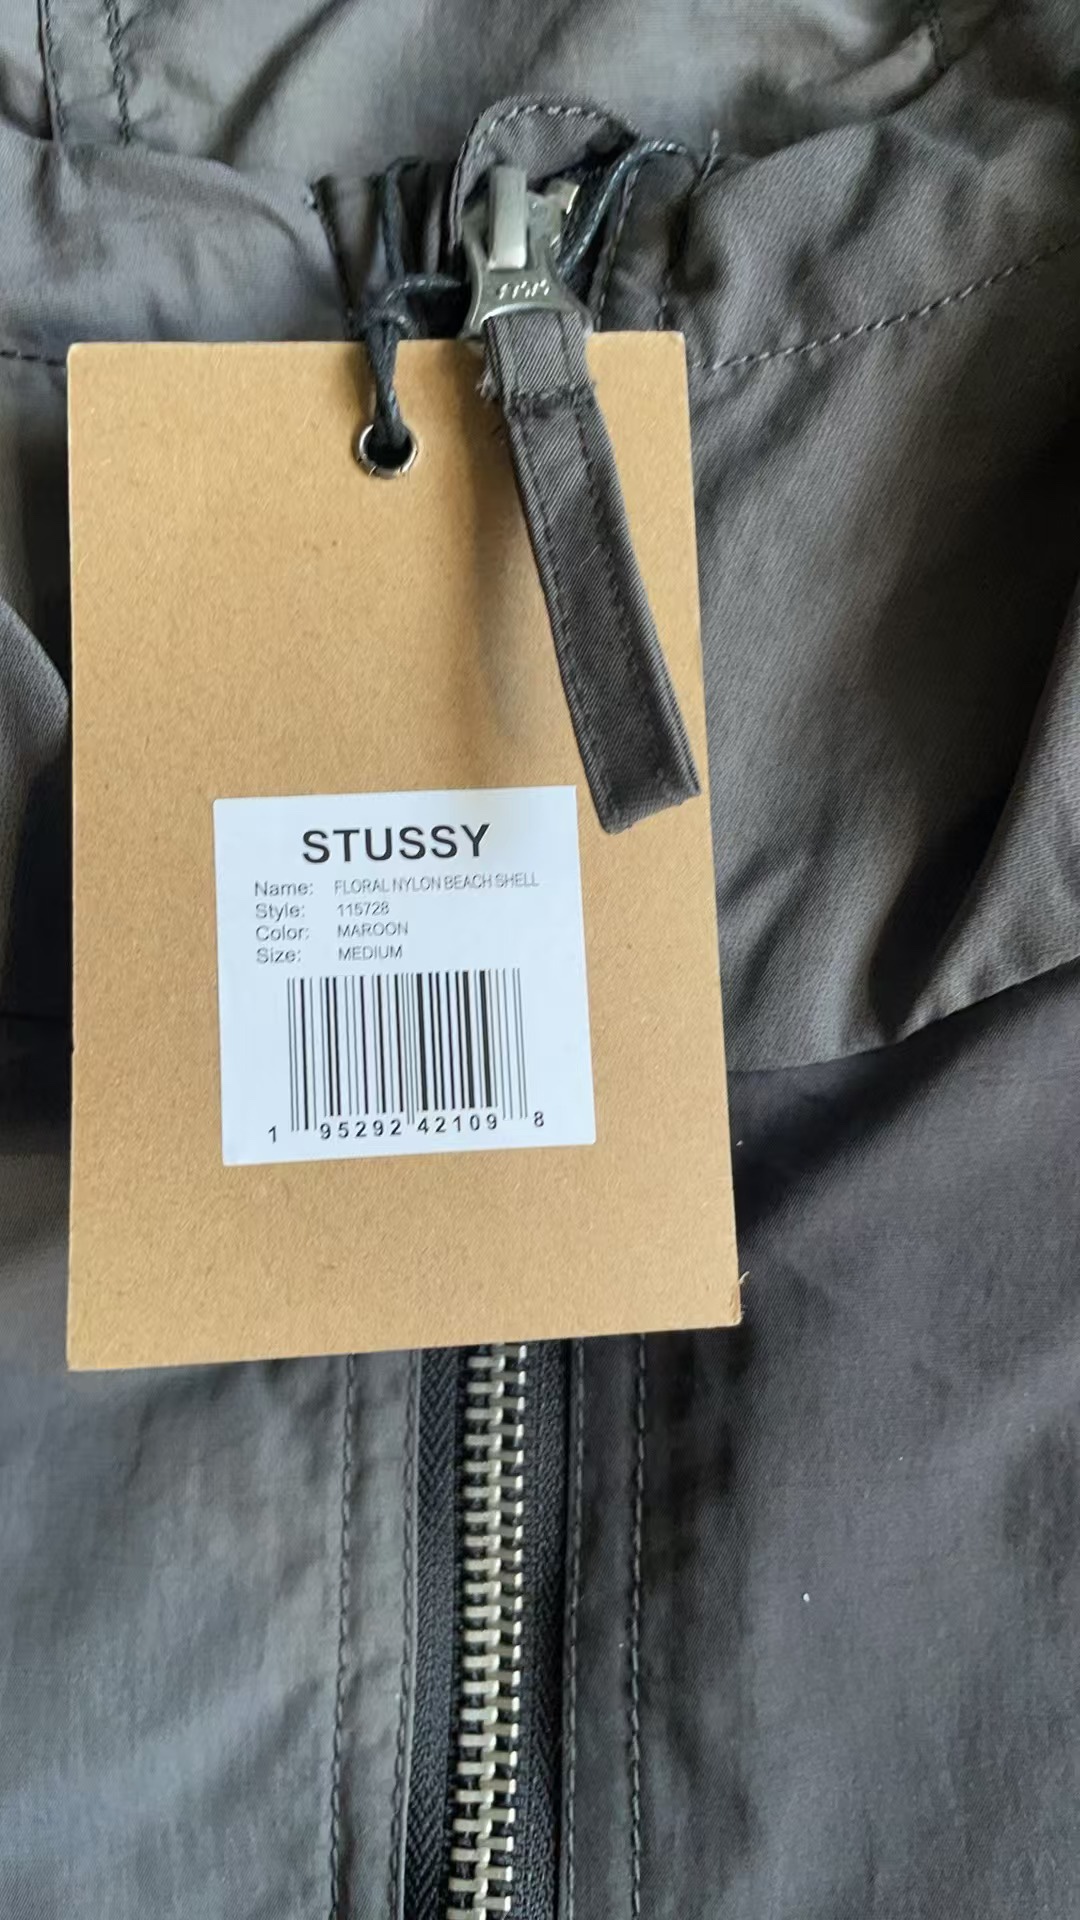 STUSSY
Name: FLORAL NYLON BEACH SHELL
Style: 115728
Color: MAROON
Size: MEDIUM
1 95292 42109 8